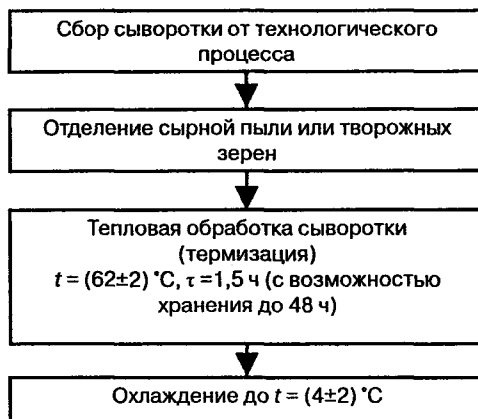 Сбор сыворотки от технологического
процесса
Отделение сырной пыли или творожных
зерен
Тепловая обработка сыворотки
(термизация)
t = (62±2) °C, τ =1,5 ч (с возможностью
хранения до 48 ч)
Охлаждение до t = (4±2) °C